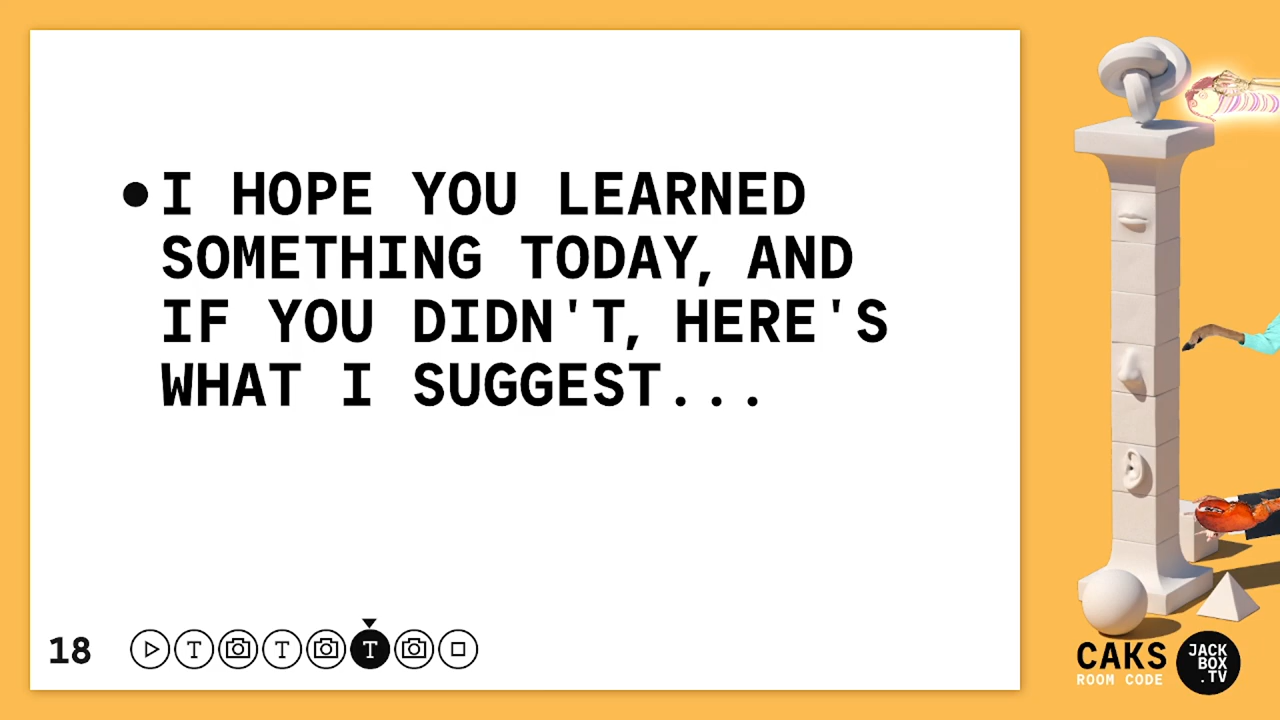 • I HOPE YOU LEARNED
SOMETHING TODAY, AND
IF YOU DIDN'T, HERE'S
WHAT I SUGGEST...
18
T
T
T
CAKS
ROOM CODE
JACK
BOX
.TV